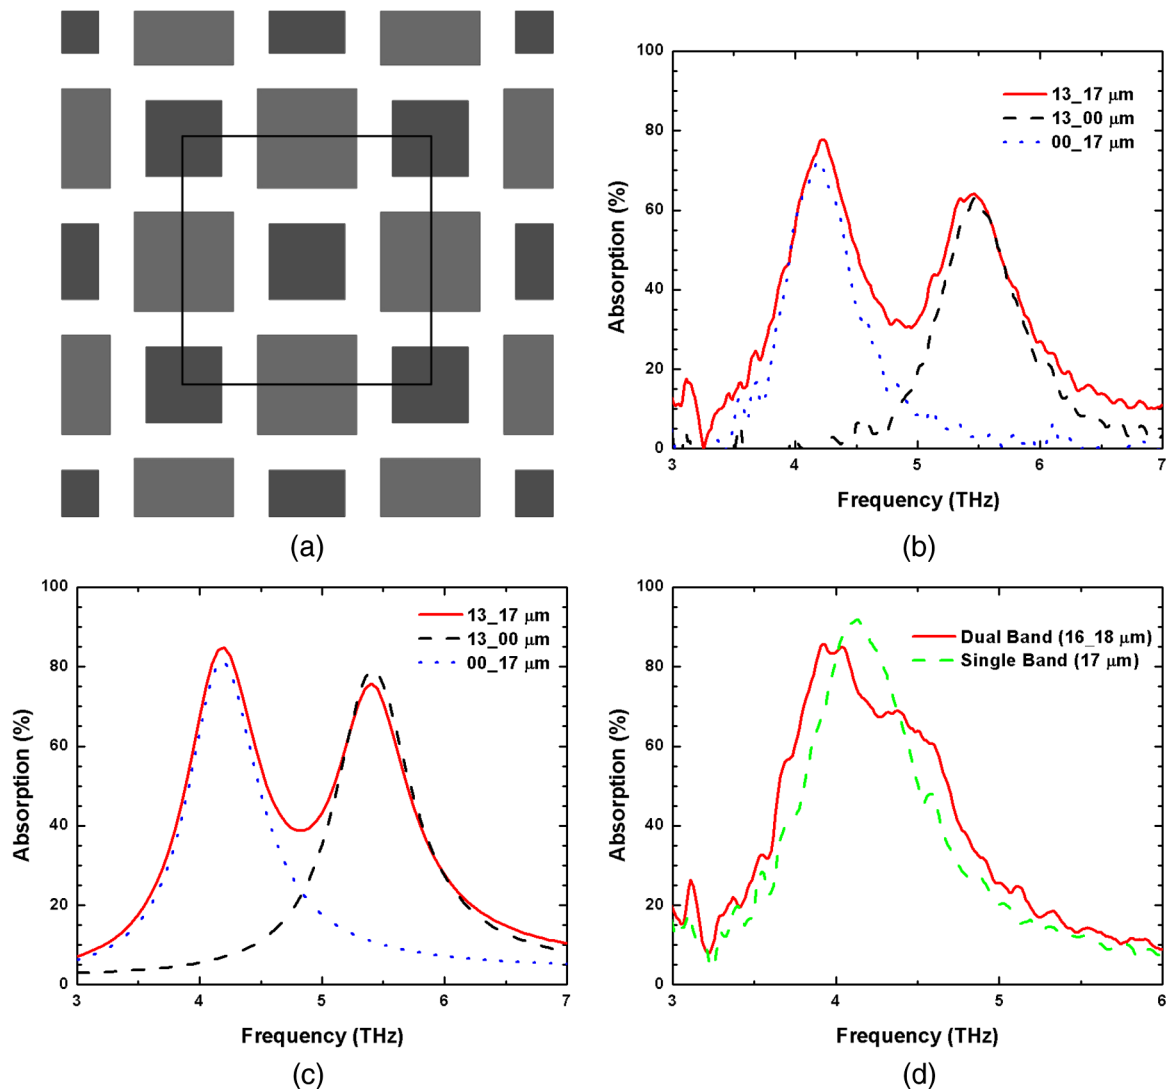 (a)
100
80
60
40
20
0
Absorption (%)
13_17 μm
13_00 μm
00_17 μm
3
4
5
6
7
Frequency (THz)
(b)
100
80
60
40
20
0
Absorption (%)
13_17 μm
13_00 μm
00_17 μm
3
4
5
6
7
Frequency (THz)
(c)
100
80
60
40
20
0
Absorption (%)
Dual Band (16_18 μm)
Single Band (17 μm)
3
4
5
6
Frequency (THz)
(d)